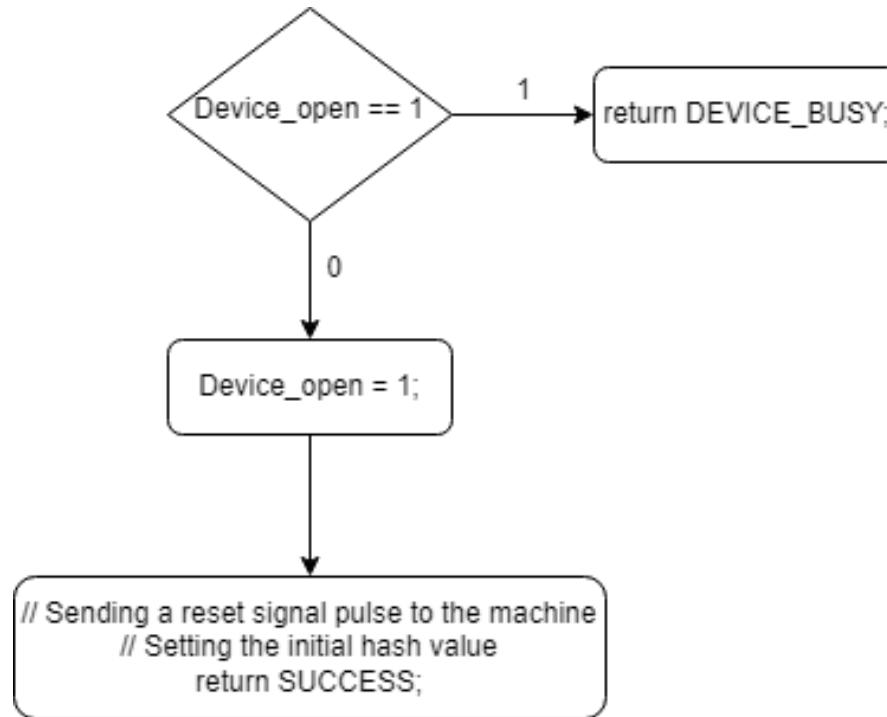 Device_open == 1
1
return DEVICE_BUSY;
0
Device_open = 1;
// Sending a reset signal pulse to the machine
// Setting the initial hash value
return SUCCESS;